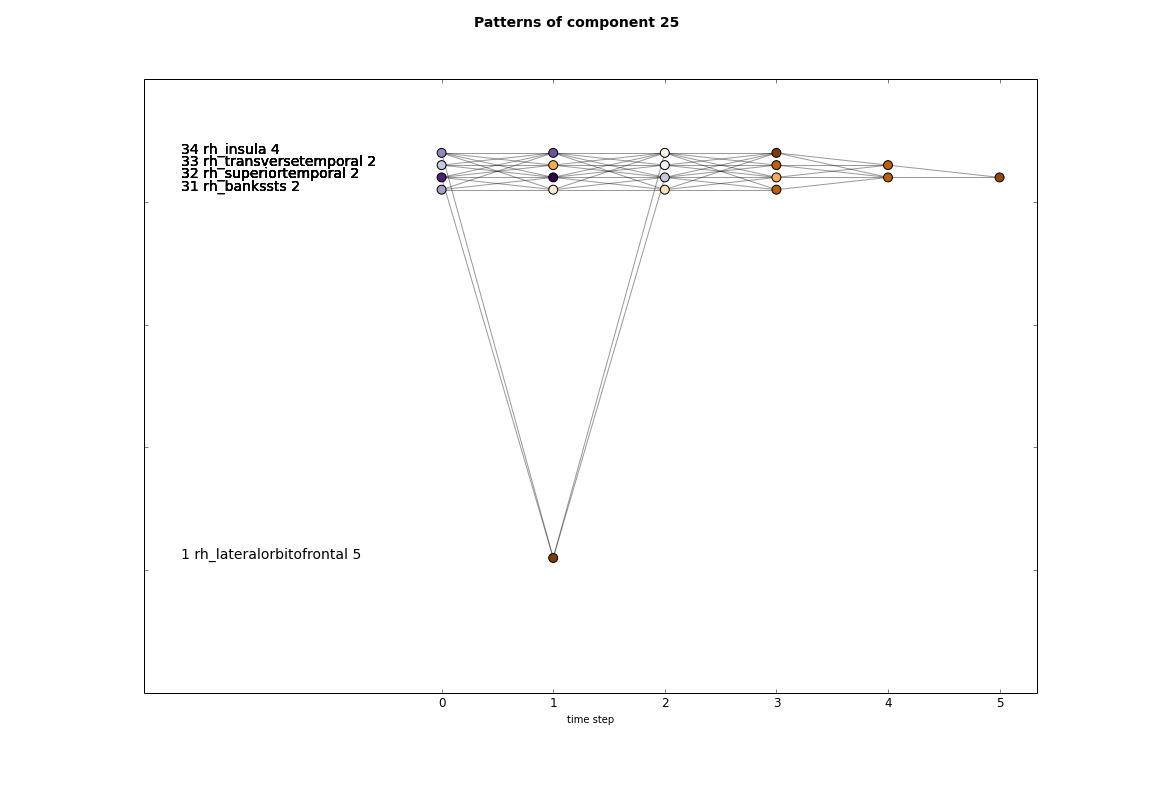 Patterns of component 25
34 rh_insula 4
33 rh_transversetemporal 2
32 rh_superiortemporal 2
31 rh_bankssts 2
1 rh_lateralorbitofrontal 5
0 1 2 3 4 5
time step